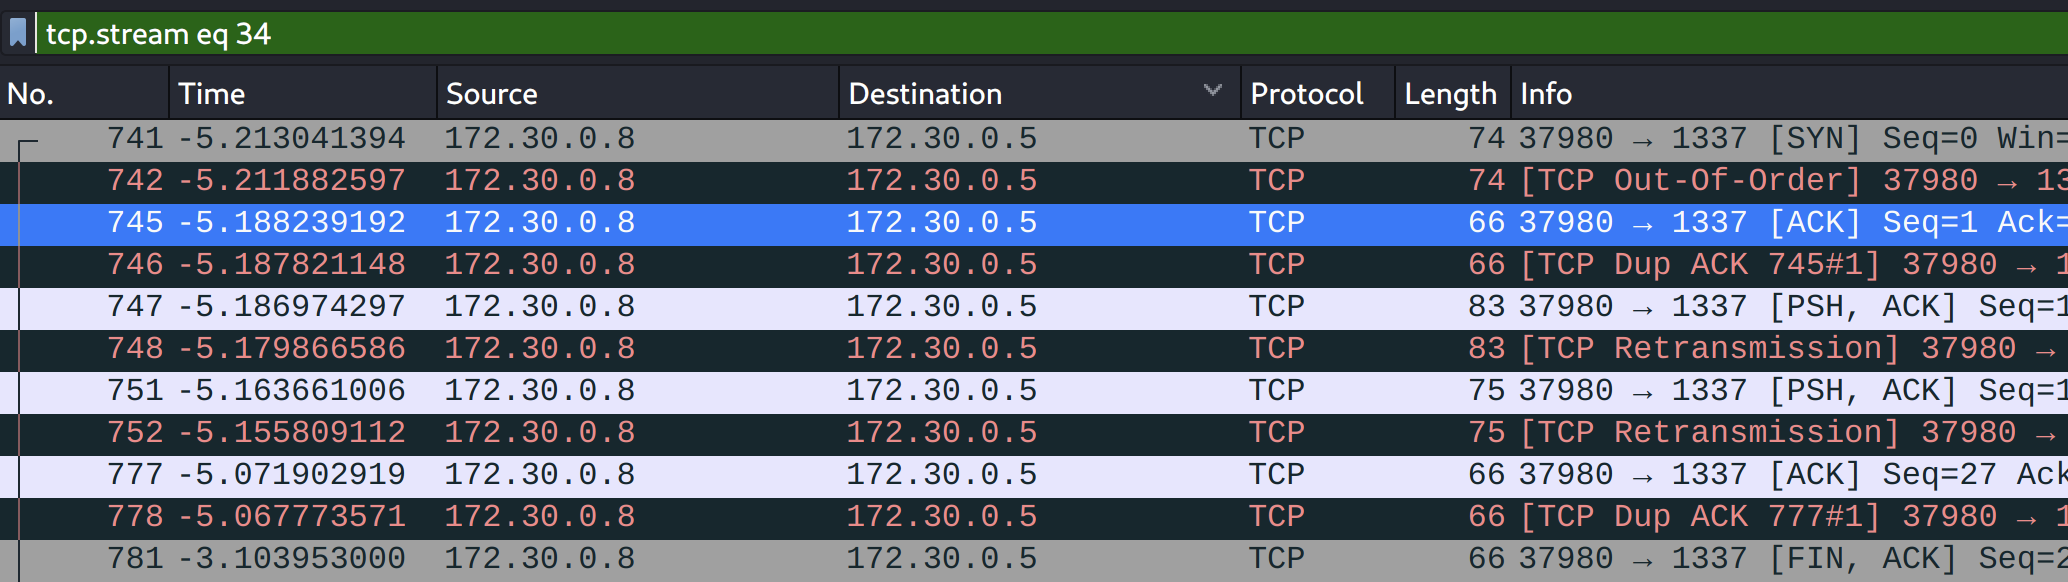 tcp.stream eq 34
No. Time Source Destination Protocol Length Info
741 -5.213041394 172.30.0.8 172.30.0.5 TCP 74 37980 → 1337 [SYN] Seq=0 Win=
742 -5.211882597 172.30.0.8 172.30.0.5 TCP 74 [TCP Out-Of-Order] 37980 → 13
745 -5.188239192 172.30.0.8 172.30.0.5 TCP 66 37980 → 1337 [ACK] Seq=1 Ack=
746 -5.187821148 172.30.0.8 172.30.0.5 TCP 66 [TCP Dup ACK 745#1] 37980 → 1
747 -5.186974297 172.30.0.8 172.30.0.5 TCP 83 37980 → 1337 [PSH, ACK] Seq=1
748 -5.179866586 172.30.0.8 172.30.0.5 TCP 83 [TCP Retransmission] 37980 →
751 -5.163661006 172.30.0.8 172.30.0.5 TCP 75 37980 → 1337 [PSH, ACK] Seq=1
752 -5.155809112 172.30.0.8 172.30.0.5 TCP 75 [TCP Retransmission] 37980 →
777 -5.071902919 172.30.0.8 172.30.0.5 TCP 66 37980 → 1337 [ACK] Seq=27 Ack
778 -5.067773571 172.30.0.8 172.30.0.5 TCP 66 [TCP Dup ACK 777#1] 37980 → 1
781 -3.103953000 172.30.0.8 172.30.0.5 TCP 66 37980 → 1337 [FIN, ACK] Seq=2